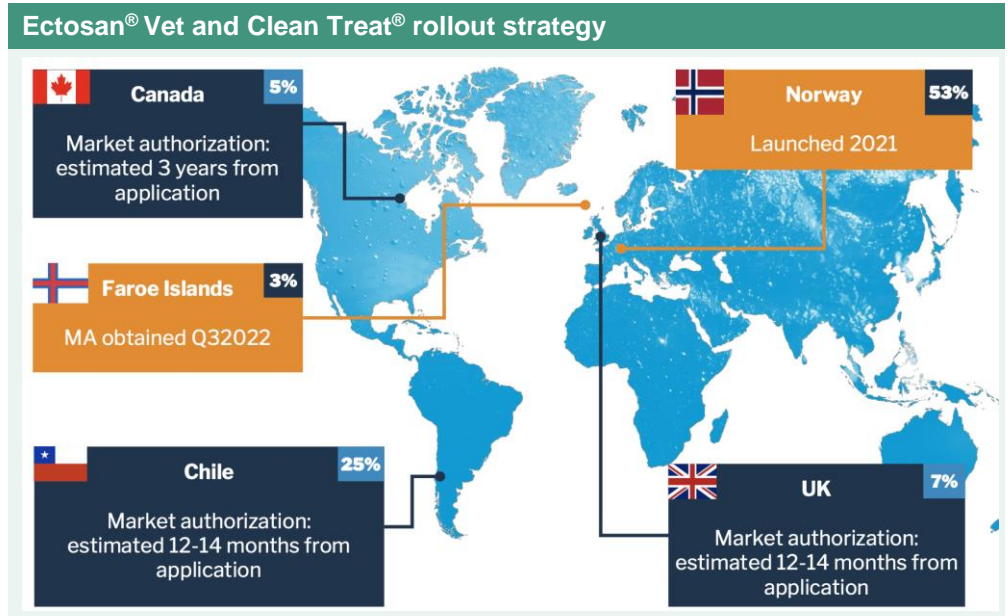 Ectosan® Vet and Clean Treat® rollout strategy
Canada
5%
Market authorization:
estimated 3 years from
application
Norway
53%
Launched 2021
Faroe Islands
3%
MA obtained Q32022
Chile
25%
Market authorization:
estimated 12-14 months from
application
UK
7%
Market authorization:
estimated 12-14 months from
application